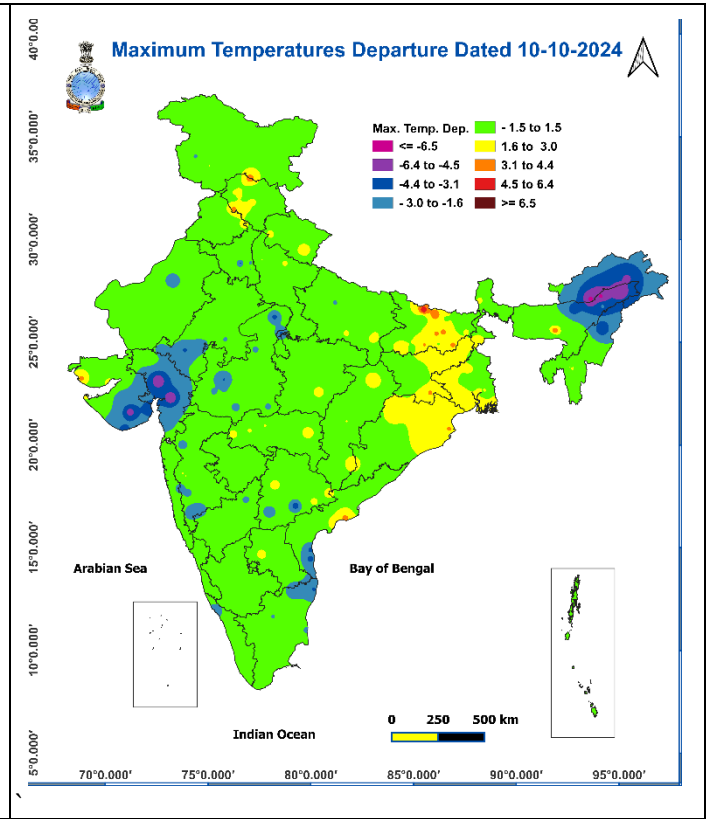 Maximum Temperatures Departure Dated 10-10-2024
Max. Temp. Dep.
<= -6.5
-6.4 to -4.5
-4.4 to -3.1
- 3.0 to -1.6
- 1.5 to 1.5
1.6 to 3.0
3.1 to 4.4
4.5 to 6.4
>= 6.5
40°0.00
35°0.000'
30°0.000'
25°0.000'
20°0.000'
15°0.000'
10°0.000'
5°0.000'
Arabian Sea
Bay of Bengal
Indian Ocean
0 250 500 km
70°0.000' 75°0.000' 80°0.000' 85°0.000' 90°0.000' 95°0.000'
`